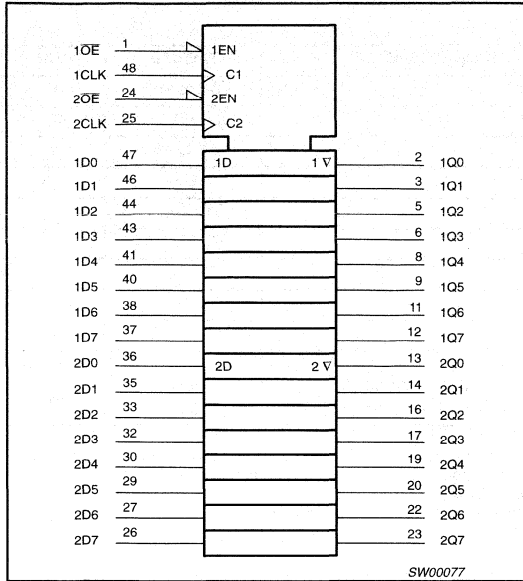 1O̅E̅ 1 1EN
1CLK 48 C1
2O̅E̅ 24 2EN
2CLK 25 C2
1D0 47 1D 1 ∇ 2 1Q0
1D1 46 3 1Q1
1D2 44 5 1Q2
1D3 43 6 1Q3
1D4 41 8 1Q4
1D5 40 9 1Q5
1D6 38 11 1Q6
1D7 37 12 1Q7
2D0 36 2D 2 ∇ 13 2Q0
2D1 35 14 2Q1
2D2 33 16 2Q2
2D3 32 17 2Q3
2D4 30 19 2Q4
2D5 29 20 2Q5
2D6 27 22 2Q6
2D7 26 23 2Q7
SW00077